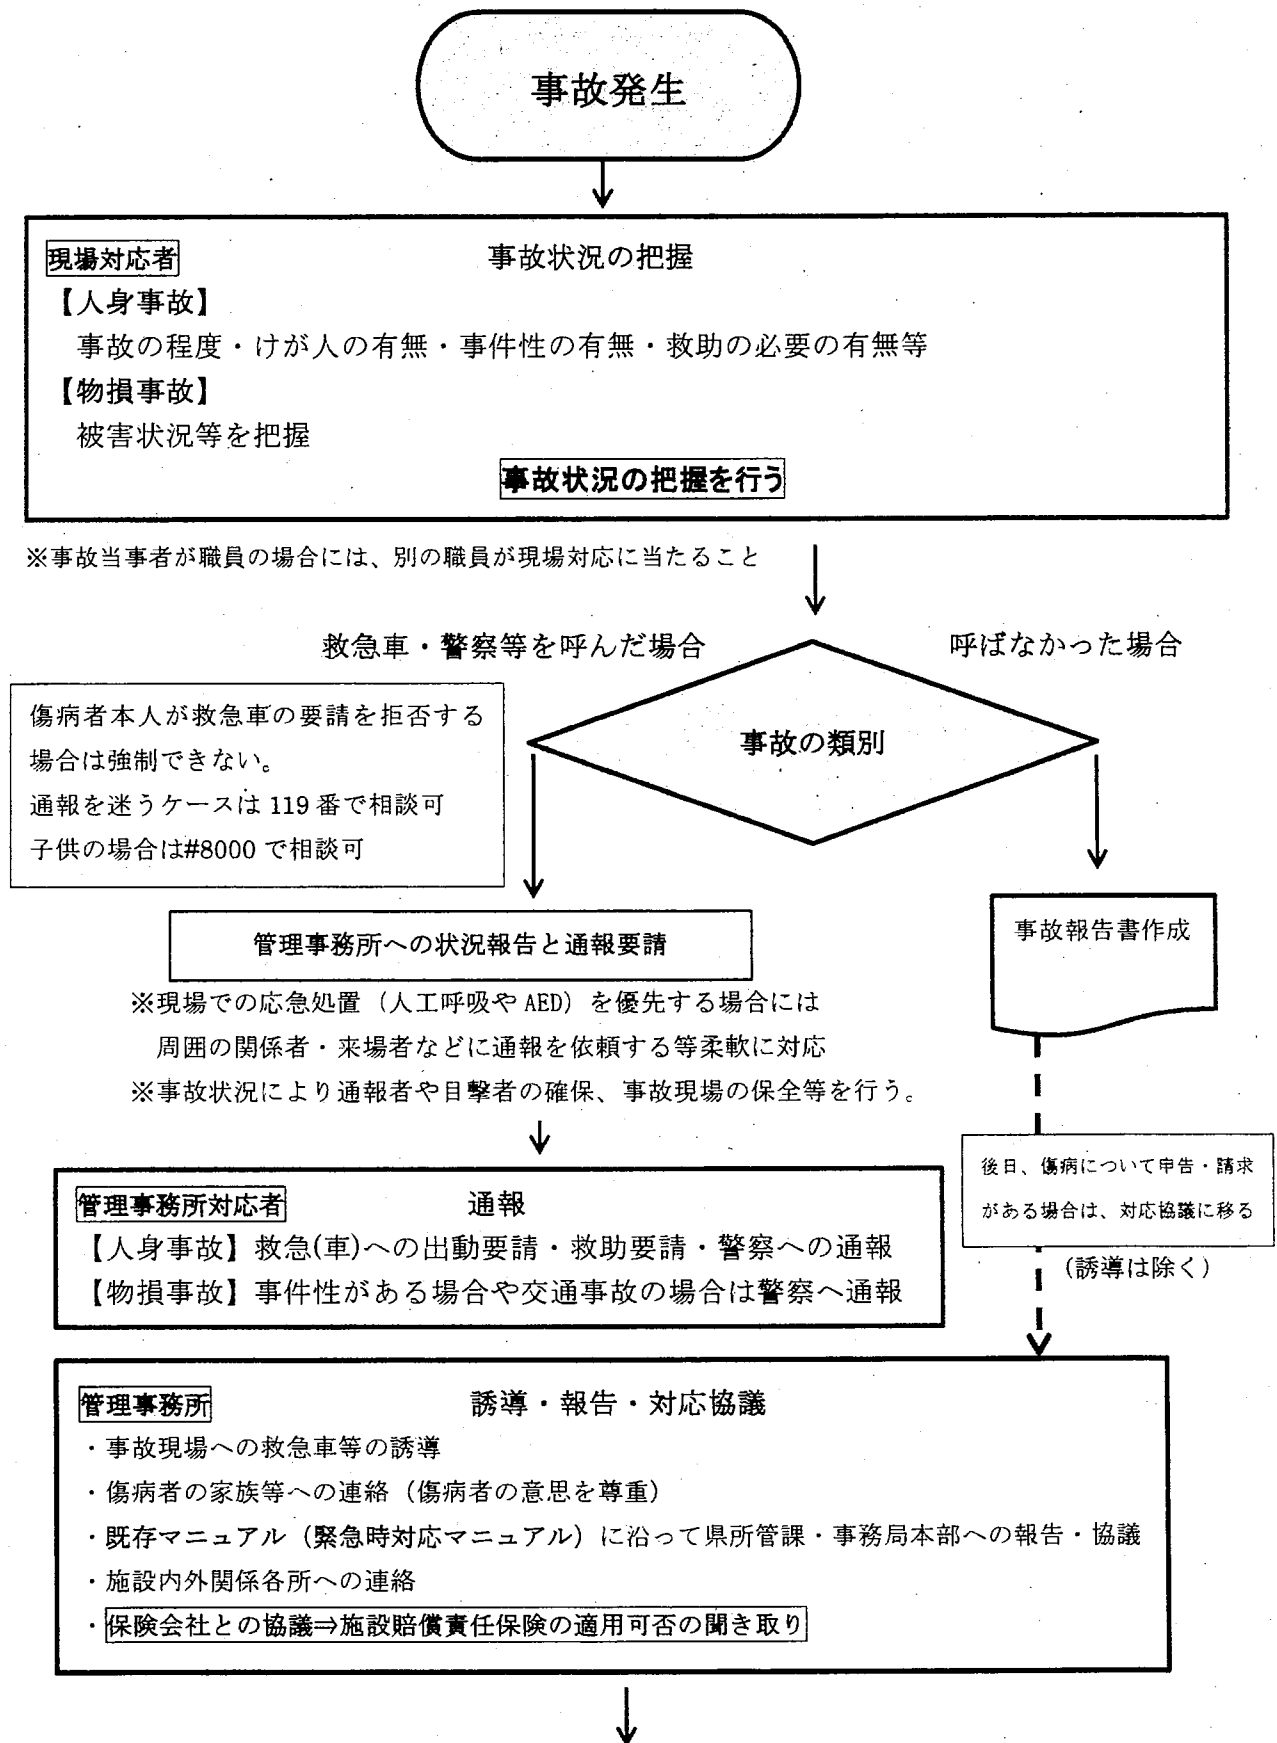 事故発生
現場対応者
事故状況の把握
【人身事故】
事故の程度・けが人の有無・事件性の有無・救助の必要の有無等
【物損事故】
被害状況等を把握
事故状況の把握を行う
※事故当事者が職員の場合には、別の職員が現場対応に当たること
救急車・警察等を呼んだ場合
呼ばなかった場合
事故の類別
傷病者本人が救急車の要請を拒否する
場合は強制できない。
通報を迷うケースは 119 番で相談可
子供の場合は#8000 で相談可
管理事務所への状況報告と通報要請
事故報告書作成
※現場での応急処置（人工呼吸や AED）を優先する場合には
周囲の関係者・来場者などに通報を依頼する等柔軟に対応
※事故状況により通報者や目撃者の確保、事故現場の保全等を行う。
後日、傷病について申告・請求
がある場合は、対応協議に移る
（誘導は除く）
管理事務所対応者
通報
【人身事故】救急(車)への出動要請・救助要請・警察への通報
【物損事故】事件性がある場合や交通事故の場合は警察へ通報
管理事務所
誘導・報告・対応協議
・事故現場への救急車等の誘導
・傷病者の家族等への連絡（傷病者の意思を尊重）
・既存マニュアル（緊急時対応マニュアル）に沿って県所管課・事務局本部への報告・協議
・施設内外関係各所への連絡
・保険会社との協議⇒施設賠償責任保険の適用可否の聞き取り